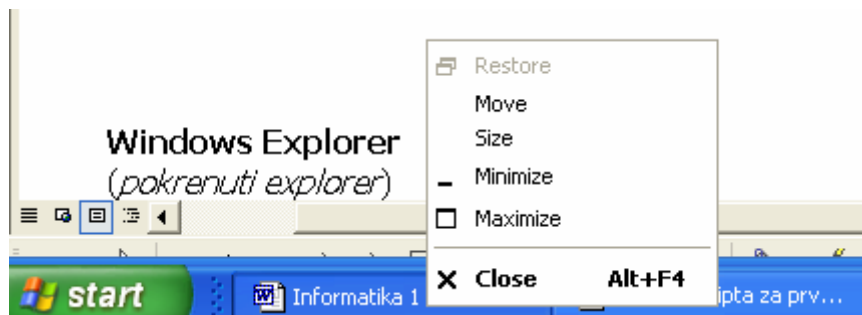 Restore
Move
Windows Explorer
Size
(pokrenuti explorer)
Minimize
Maximize
Close Alt+F4
start Informatika 1 ipta za prv...